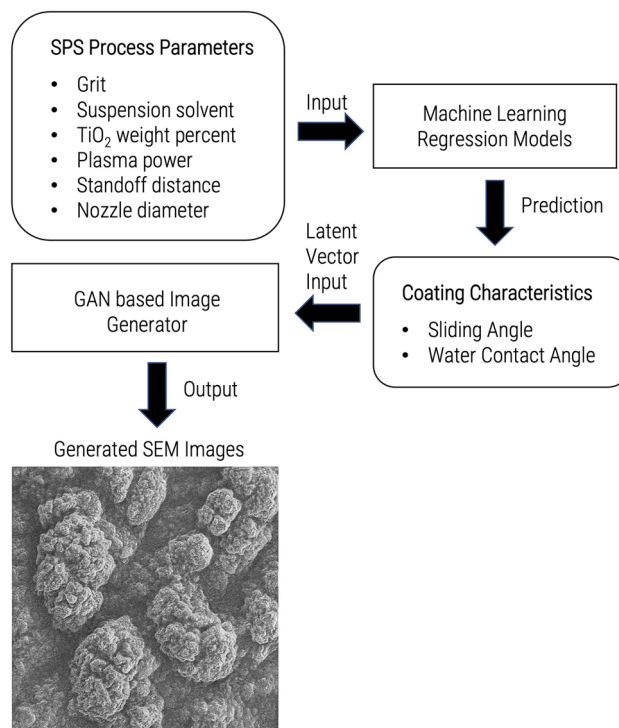 SPS Process Parameters
• Grit
• Suspension solvent
• TiO₂ weight percent
• Plasma power
• Standoff distance
• Nozzle diameter
Input
Machine Learning
Regression Models
Prediction
Coating Characteristics
• Sliding Angle
• Water Contact Angle
Latent
Vector
Input
GAN based Image
Generator
Output
Generated SEM Images